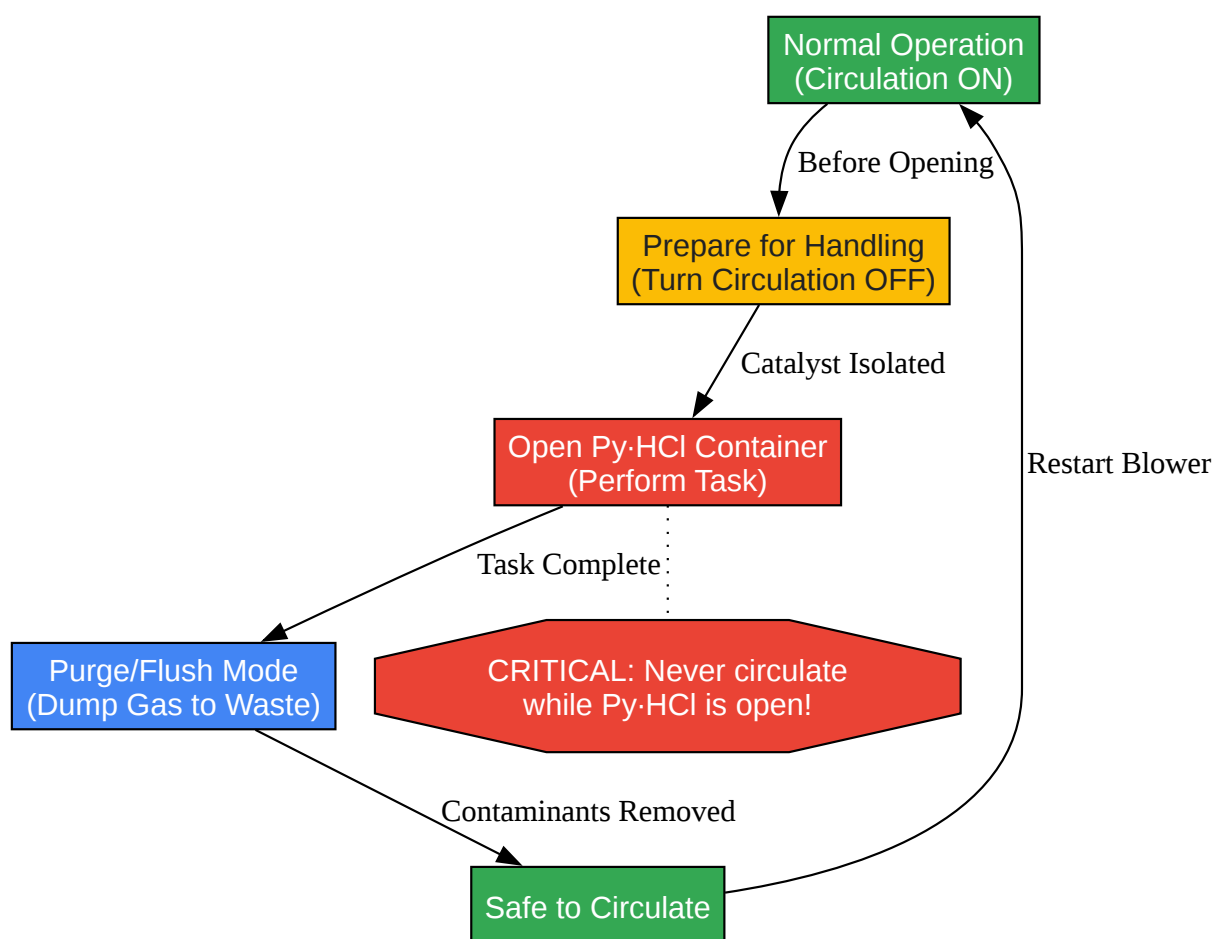 Normal Operation
(Circulation ON)
Before Opening
Prepare for Handling
(Turn Circulation OFF)
Catalyst Isolated
Open Py·HCl Container
(Perform Task)
Restart Blower
Task Complete
Purge/Flush Mode
(Dump Gas to Waste)
CRITICAL: Never circulate
while Py·HCl is open!
Contaminants Removed
Safe to Circulate